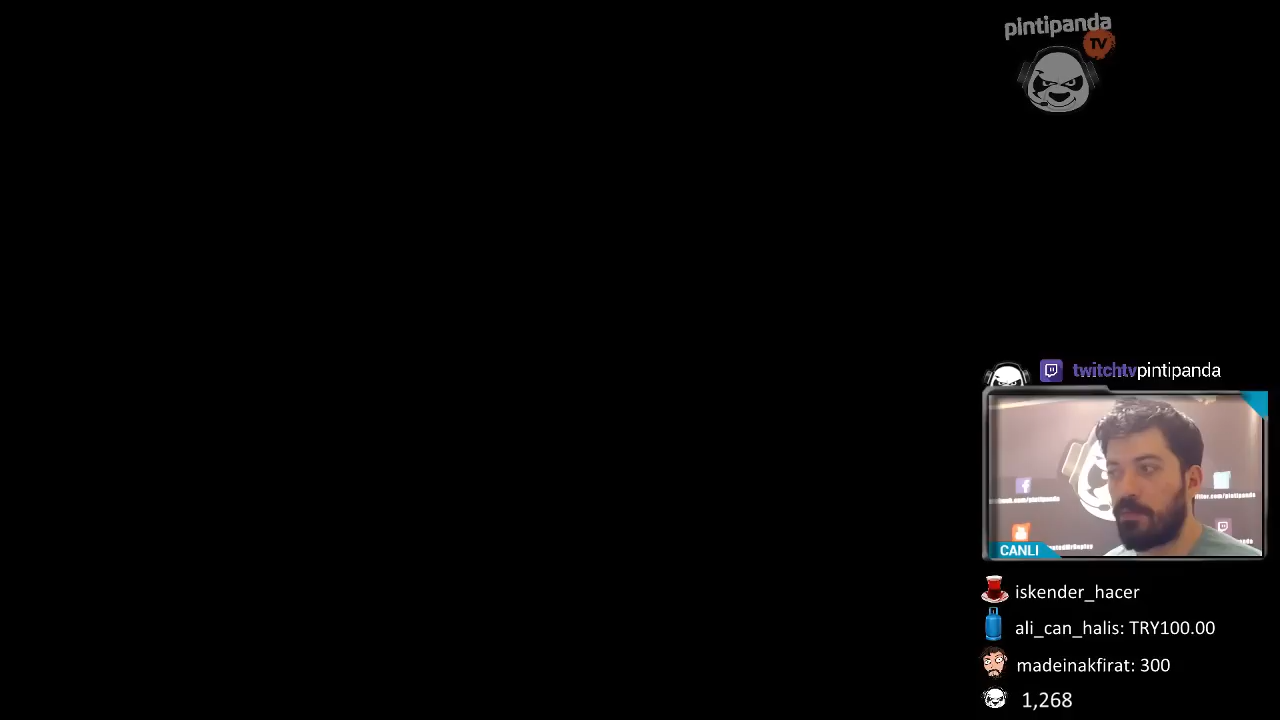 pintipanda
TV
twitchtvpintipanda
CANLI
iskender_hacer
ali_can_halis: TRY100.00
madeinakfirat: 300
1,268